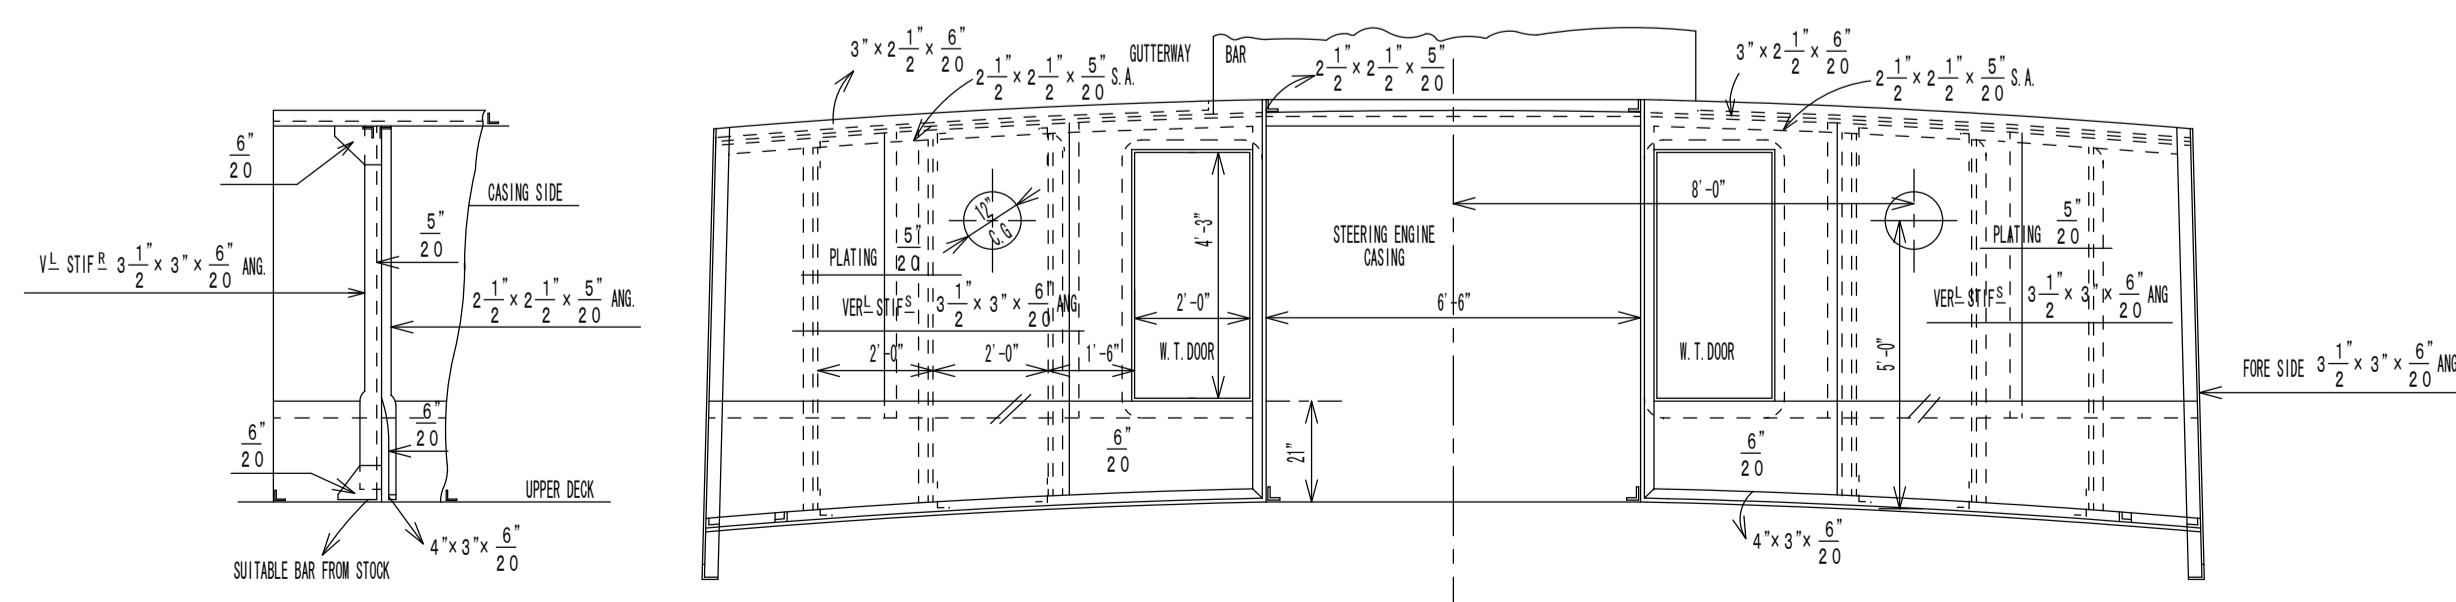 6"/20
V^L STIF^R 3 1"/2 × 3" × 6"/20 ANG.
6"/20
SUITABLE BAR FROM STOCK
CASING SIDE
5"/20
2 1"/2 × 2 1"/2 × 5"/20 ANG.
6"/20
UPPER DECK
4"× 3"× 6"/20
3" × 2 1"/2 × 6"/20
2 1"/2 × 2 1"/2 × 5"/20 S.A.
GUTTERWAY BAR
2 1"/2 × 2 1"/2 × 5"/20
3" × 2 1"/2 × 6"/20
2 1"/2 × 2 1"/2 × 5"/20 S.A.
12"
C.G
PLATING 5"/20
VER^L STIF^S 3 1"/2 × 3" × 6"/20 ANG
2'-0"
2'-0"
1'-6"
4'-3"
2'-0"
W.T.DOOR
6"/20
STEERING ENGINE
CASING
6'-6"
21"
8'-0"
W.T.DOOR
5'-0"
PLATING 5"/20
VER^L STIF^S 3 1"/2 × 3" × 6"/20 ANG
6"/20
4"× 3"× 6"/20
FORE SIDE 3 1"/2 × 3" × 6"/20 ANG